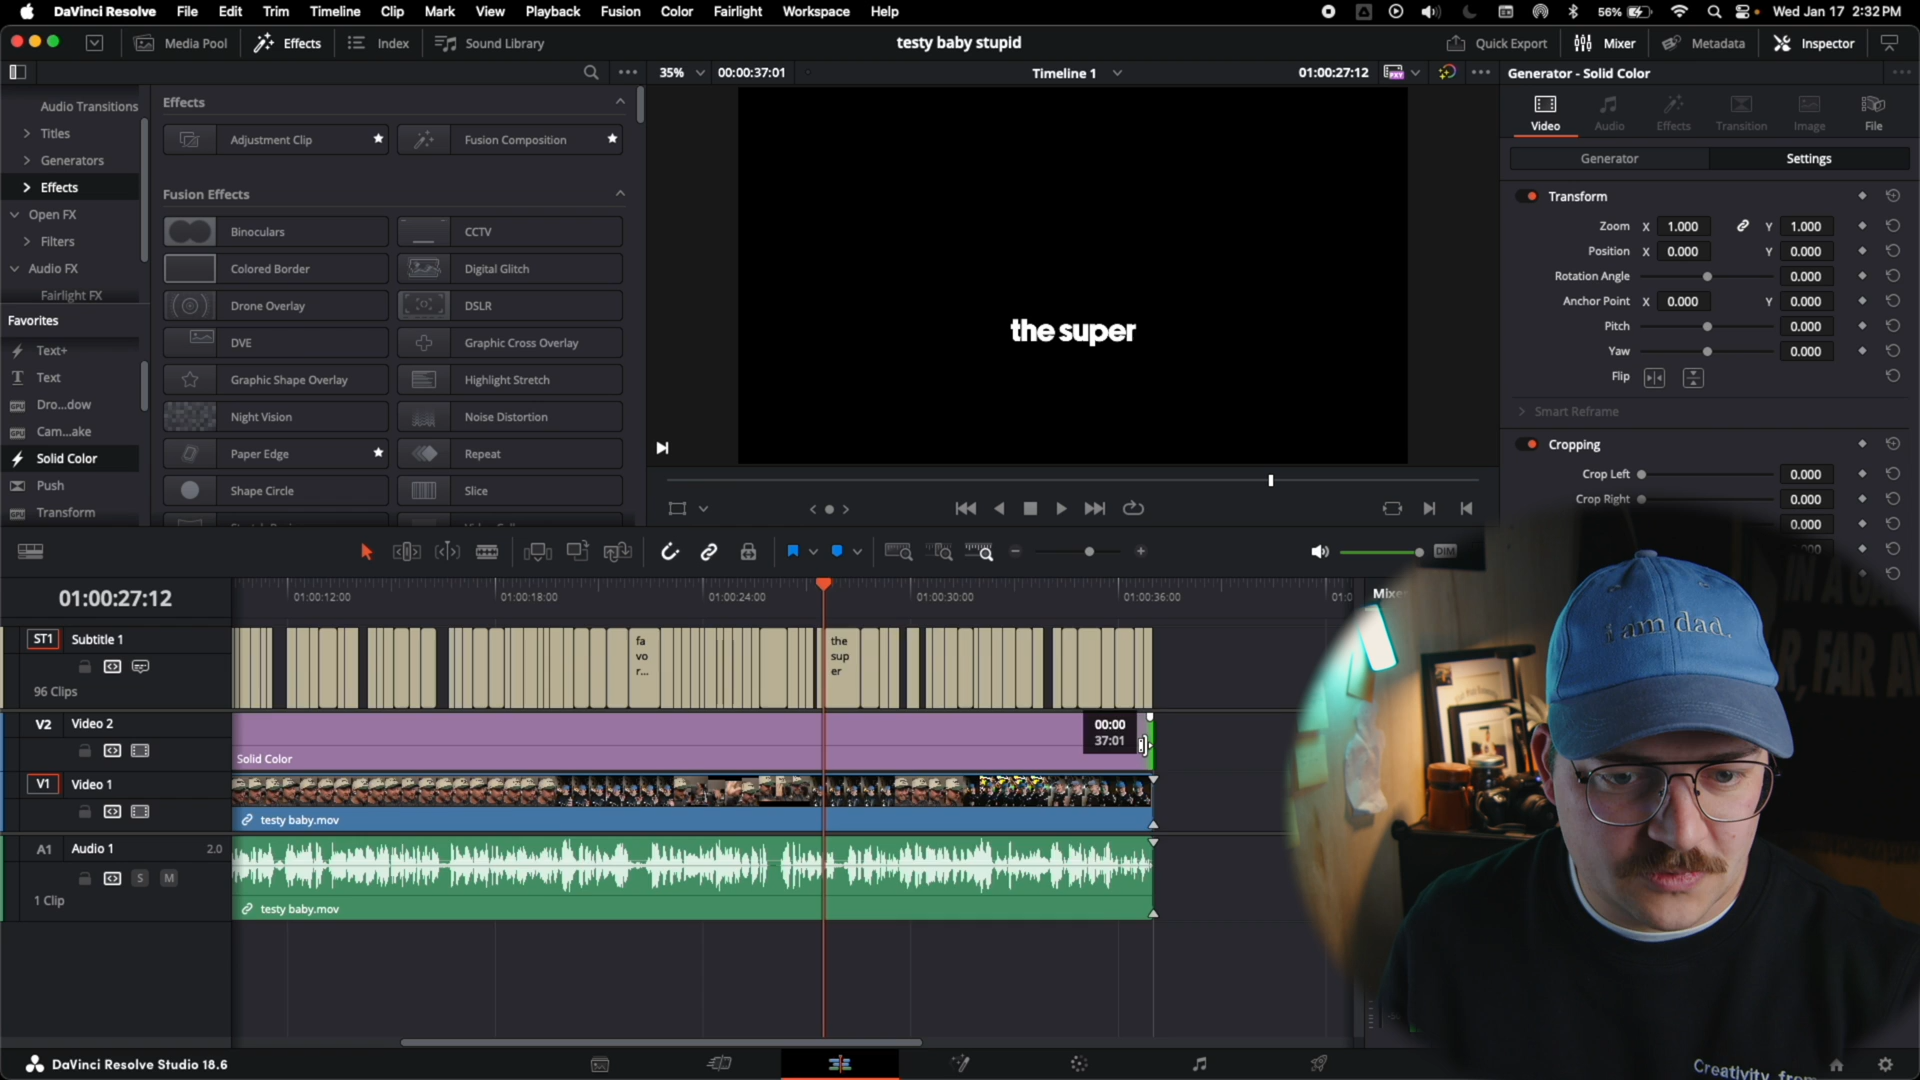 DaVinci Resolve File Edit Trim Timeline Clip Mark View Playback Fusion Color Fairlight Workspace Help 56% Wed Jan 17 2:32 PM
Media Pool Effects Index Sound Library testy baby stupid Quick Export Mixer Metadata Inspector
35% 00:00:37:01 Timeline 1 01:00:27:12 Generator - Solid Color
Audio Transitions
Titles
Generators
Effects
Open FX
Filters
Audio FX
Fairlight FX
Favorites
Text+
Text
Dro...dow
Cam...ake
Solid Color
Push
Transform
Effects
Adjustment Clip Fusion Composition
Fusion Effects
Binoculars CCTV
Colored Border Digital Glitch
Drone Overlay DSLR
DVE Graphic Cross Overlay
Graphic Shape Overlay Highlight Stretch
Night Vision Noise Distortion
Paper Edge Repeat
Shape Circle Slice
the super
Video Audio Effects Transition Image File
Generator Settings
Transform
Zoom X 1.000 Y 1.000
Position X 0.000 Y 0.000
Rotation Angle 0.000
Anchor Point X 0.000 Y 0.000
Pitch 0.000
Yaw 0.000
Flip
Smart Reframe
Cropping
Crop Left 0.000
Crop Right 0.000
0.000
DIM
01:00:27:12
01:00:12:00 01:00:18:00 01:00:24:00 01:00:30:00 01:00:36:00 01:0
ST1 Subtitle 1
96 Clips
fa
vo
r...
the
sup
er
V2 Video 2
Solid Color
00:00
37:01
V1 Video 1
testy baby.mov
A1 Audio 1 2.0
S M
1 Clip
testy baby.mov
Mixer
i am dad.
DaVinci Resolve Studio 18.6